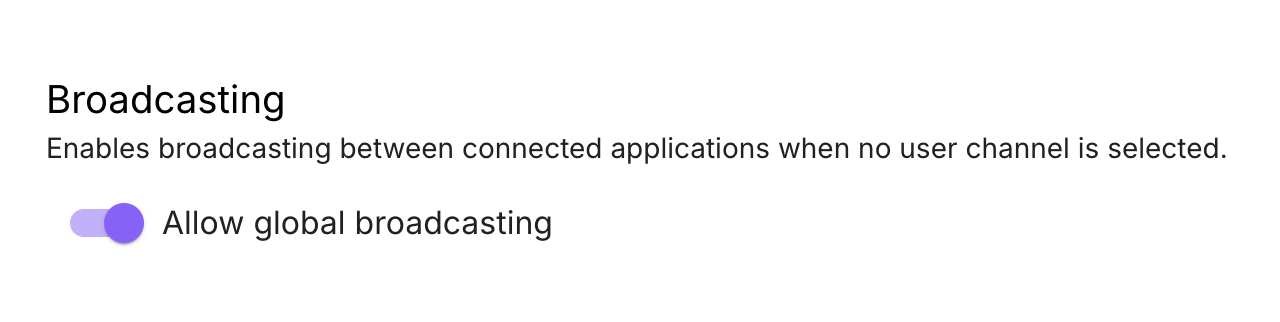 Broadcasting
Enables broadcasting between connected applications when no user channel is selected.
Allow global broadcasting